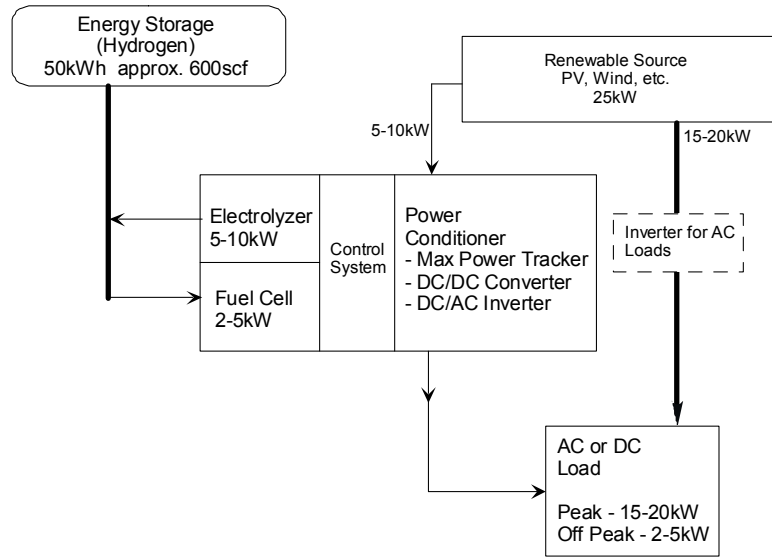 Energy Storage
(Hydrogen)
50kWh approx. 600scf
Renewable Source
PV, Wind, etc.
25kW
5-10kW
15-20kW
Electrolyzer
5-10kW
Fuel Cell
2-5kW
Control
System
Power
Conditioner
- Max Power Tracker
- DC/DC Converter
- DC/AC Inverter
Inverter for AC
Loads
AC or DC
Load
Peak - 15-20kW
Off Peak - 2-5kW